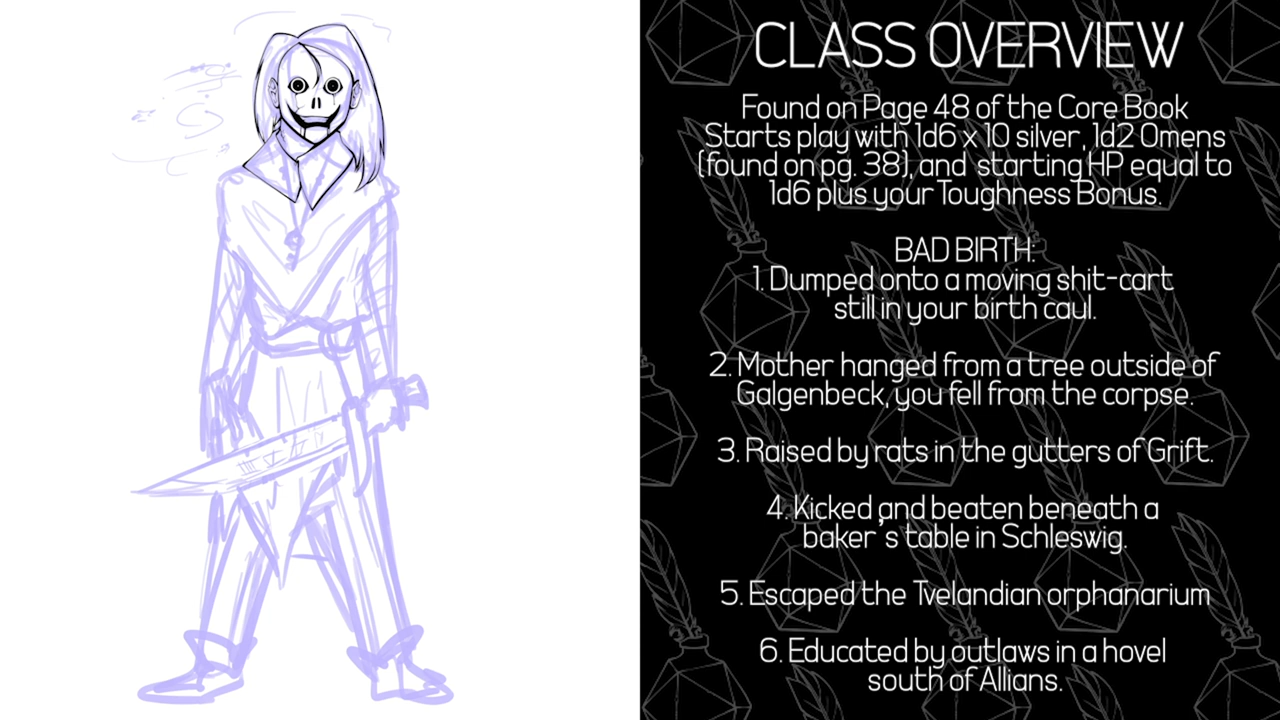 CLASS OVERVIEW
Found on Page 48 of the Core Book
Starts play with 1d6 x 10 silver, 1d2 Omens
(found on pg. 38), and starting HP equal to
1d6 plus your Toughness Bonus.
BAD BIRTH:
1. Dumped onto a moving shit-cart
still in your birth caul.
2. Mother hanged from a tree outside of
Galgenbeck, you fell from the corpse.
3. Raised by rats in the gutters of Grift.
4. Kicked and beaten beneath a
baker's table in Schleswig.
5. Escaped the Tvelandian orphanarium
6. Educated by outlaws in a hovel
south of Allians.